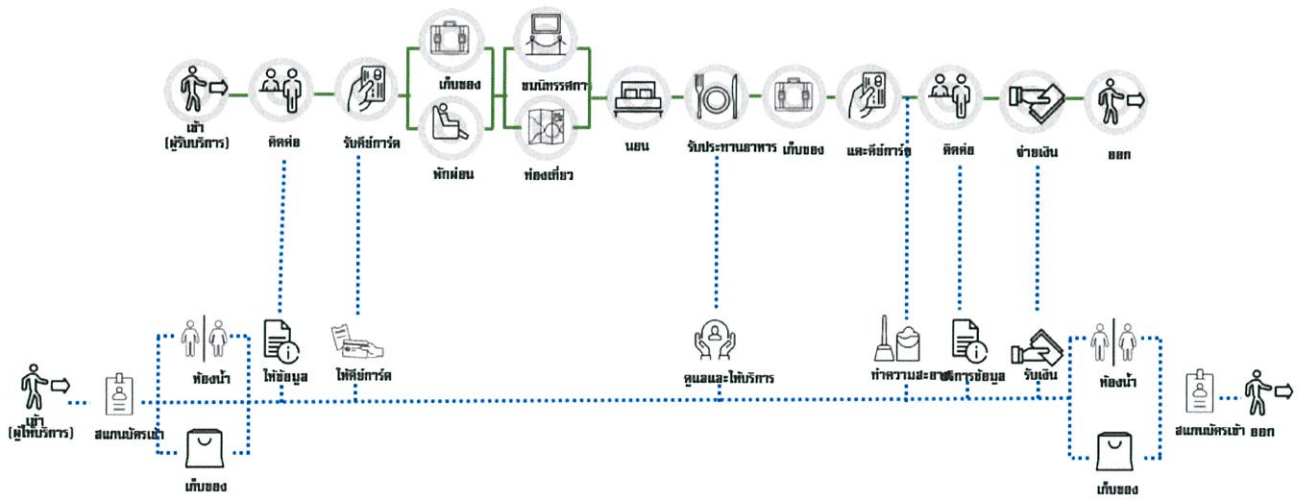 เก็บของ
ชมนิทรรศการ
เข้า
(ผู้รับบริการ)
ติดต่อ
รับคีย์การ์ด
พักผ่อน
ท่องเที่ยว
นอน
รับประทานอาหาร
เก็บของ
แตะคีย์การ์ด
ติดต่อ
จ่ายเงิน
ออก
ห้องน้ำ
ให้ข้อมูล
ให้คีย์การ์ด
ดูแลและให้บริการ
ทำความสะอาด
บริการข้อมูล
รับเงิน
ห้องน้ำ
เข้า
(ผู้ให้บริการ)
สแกนบัตรเข้า
สแกนบัตรเข้า
ออก
เก็บของ
เก็บของ